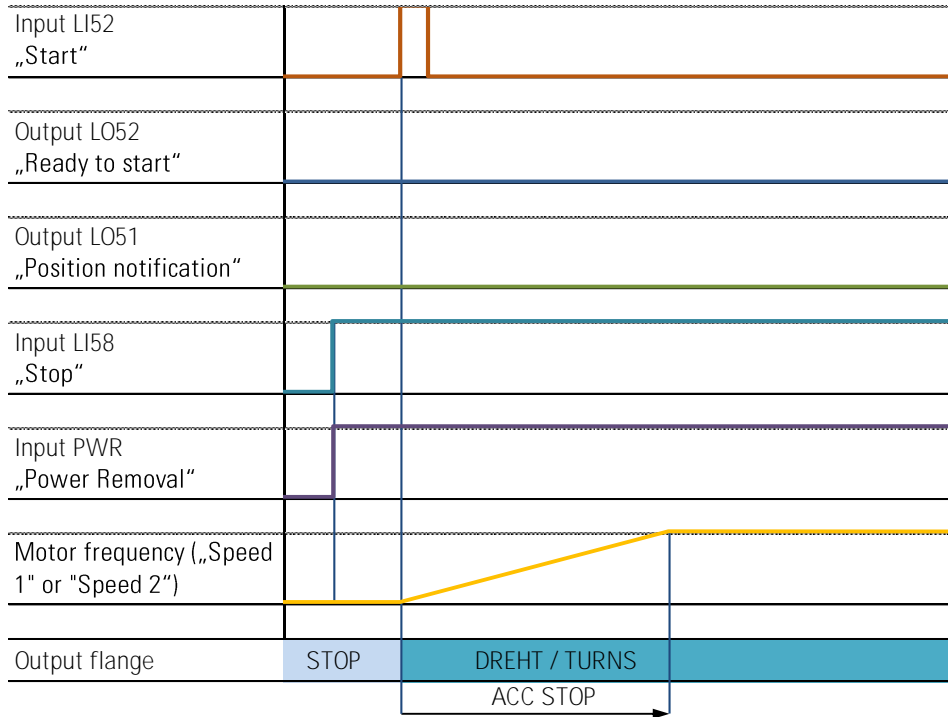 Input LI52
„Start“
Output LO52
„Ready to start“
Output LO51
„Position notification“
Input LI58
„Stop“
Input PWR
„Power Removal“
Motor frequency („Speed
1" or "Speed 2“)
Output flange STOP DREHT / TURNS
ACC STOP